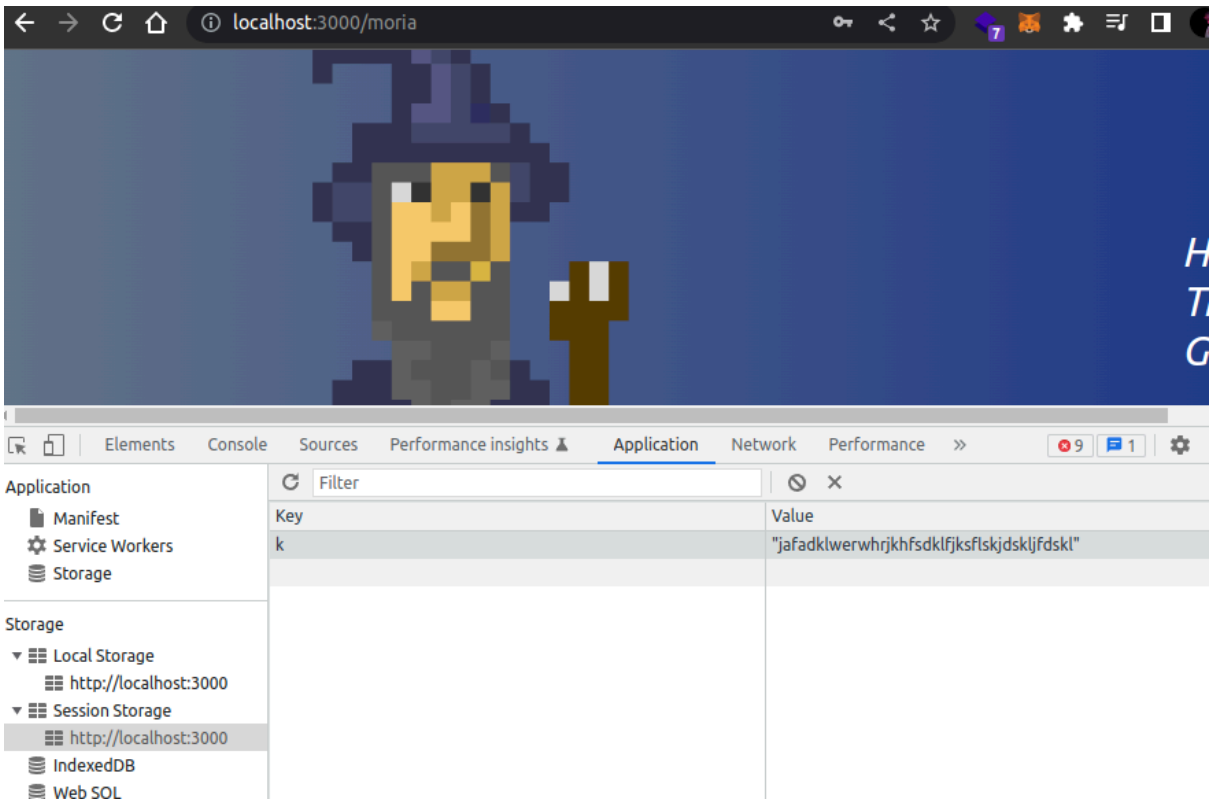 localhost:3000/moria
7
H
T
G
Elements Console Sources Performance insights Application Network Performance » 9 1
Application
Filter
Manifest
Service Workers
Storage
Key Value
k "jafadklwerwhrjkhfsdklfjksflskjdskljfdskl"
Storage
Local Storage
http://localhost:3000
Session Storage
http://localhost:3000
IndexedDB
Web SQL